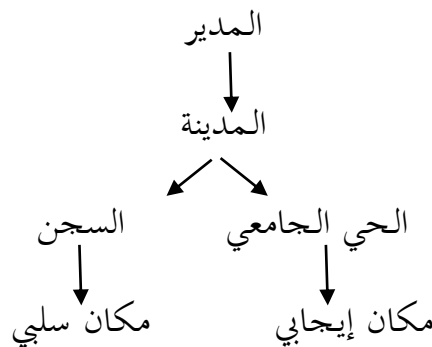 المدير
المدينة
الحي الجامعي السجن
مكان إيجابي مكان سلبي